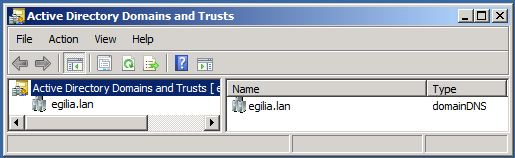 Active Directory Domains and Trusts
File Action View Help
Active Directory Domains and Trusts [ e
egilia.lan
Name Type
egilia.lan domainDNS